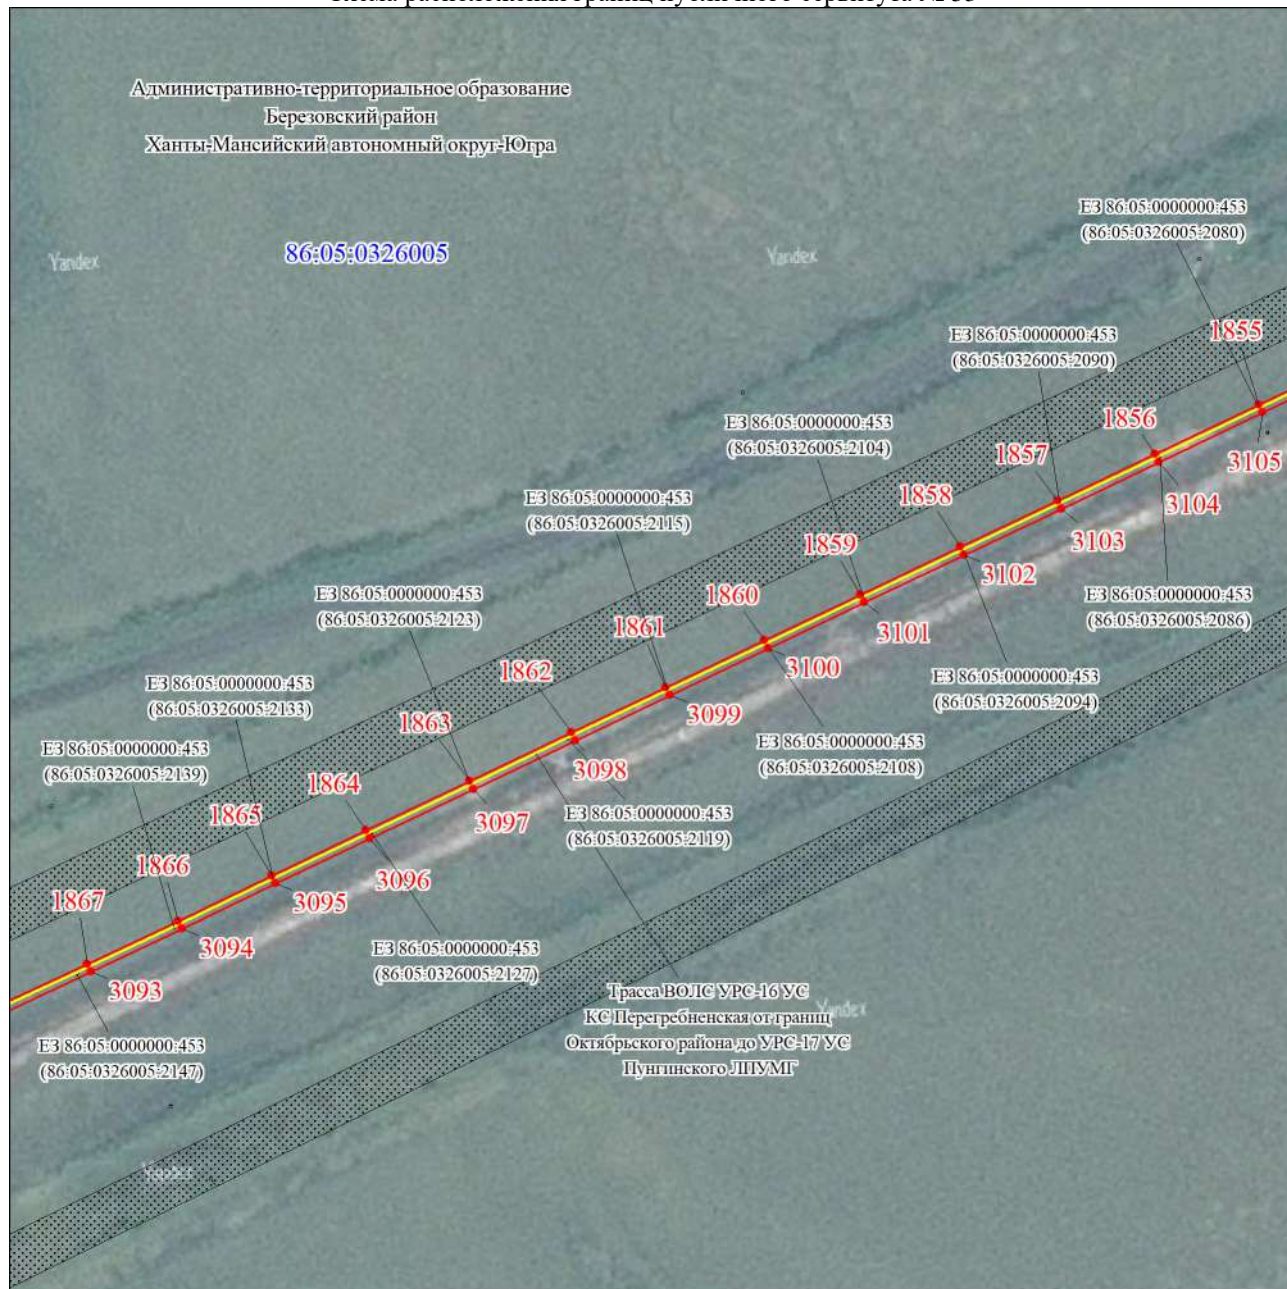 Административно-территориальное образование
Березовский район
Ханты-Мансийский автономный округ-Югра
86:05:0326005
Yandex
Yandex
ЕЗ 86:05:0000000:453
(86:05:0326005:2080)
1855
ЕЗ 86:05:0000000:453
(86:05:0326005:2090)
1856
3105
ЕЗ 86:05:0000000:453
(86:05:0326005:2104)
1857
3104
ЕЗ 86:05:0000000:453
(86:05:0326005:2115)
1858
3103
1859
3102
ЕЗ 86:05:0000000:453
(86:05:0326005:2086)
ЕЗ 86:05:0000000:453
(86:05:0326005:2123)
1860
3101
1861
3100
ЕЗ 86:05:0000000:453
(86:05:0326005:2094)
ЕЗ 86:05:0000000:453
(86:05:0326005:2133)
1862
3099
1863
3098
ЕЗ 86:05:0000000:453
(86:05:0326005:2108)
ЕЗ 86:05:0000000:453
(86:05:0326005:2139)
1864
3097
ЕЗ 86:05:0000000:453
(86:05:0326005:2119)
1865
3096
1866
3095
1867
3094
ЕЗ 86:05:0000000:453
(86:05:0326005:2127)
3093
Трасса ВОЛС УРС-16 УС
КС Перегребненская от границ
Октябрьского района до УРС-17 УС
Пунгинского ЛПУМГ
Yandex
ЕЗ 86:05:0000000:453
(86:05:0326005:2147)
Yandex